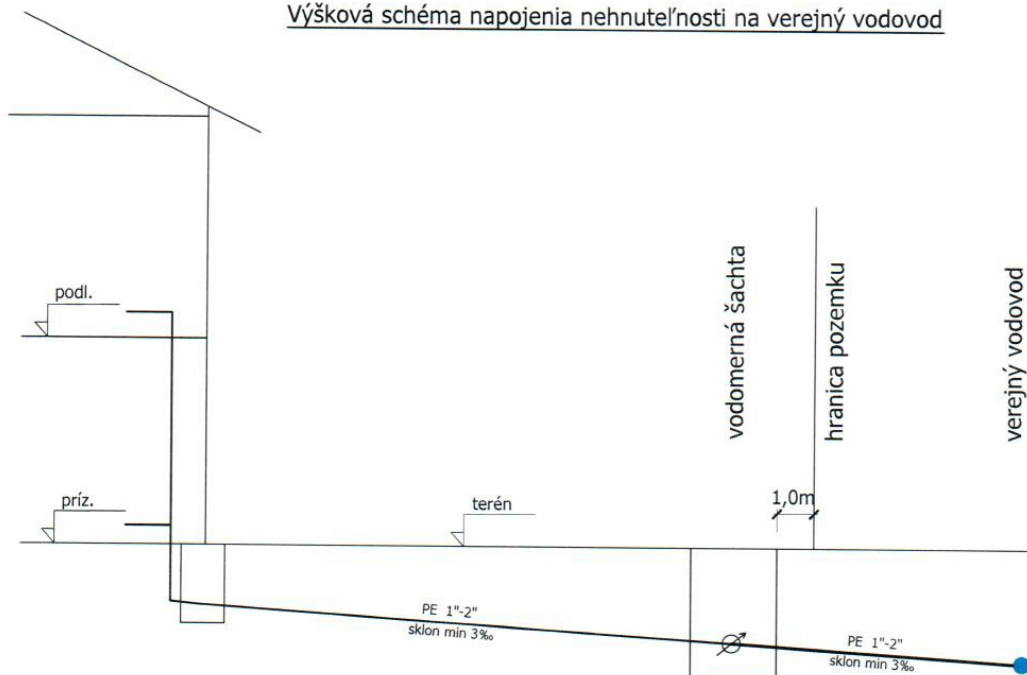 Výšková schéma napojenia nehnuteľnosti na verejný vodovod
podl.
vodomerná šachta
hranica pozemku
verejný vodovod
príz.
terén
1,0m
PE 1"-2"
sklon min 3‰
PE 1"-2"
sklon min 3‰